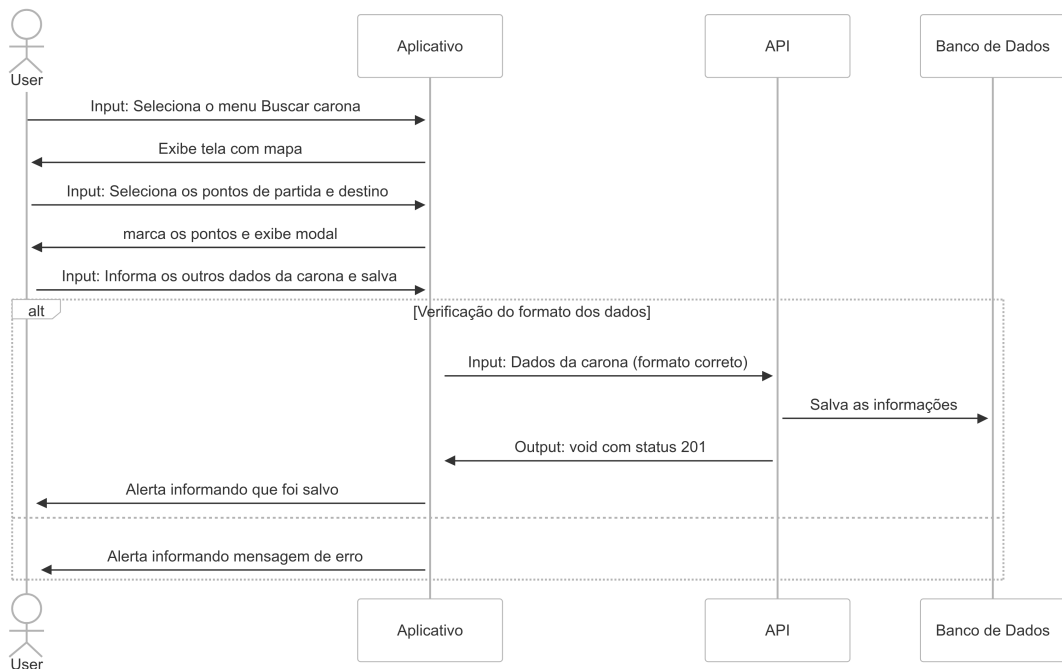 User
Aplicativo
API
Banco de Dados
Input: Seleciona o menu Buscar carona
Exibe tela com mapa
Input: Seleciona os pontos de partida e destino
marca os pontos e exibe modal
Input: Informa os outros dados da carona e salva
alt
[Verificação do formato dos dados]
Input: Dados da carona (formato correto)
Salva as informações
Output: void com status 201
Alerta informando que foi salvo
Alerta informando mensagem de erro
User
Aplicativo
API
Banco de Dados